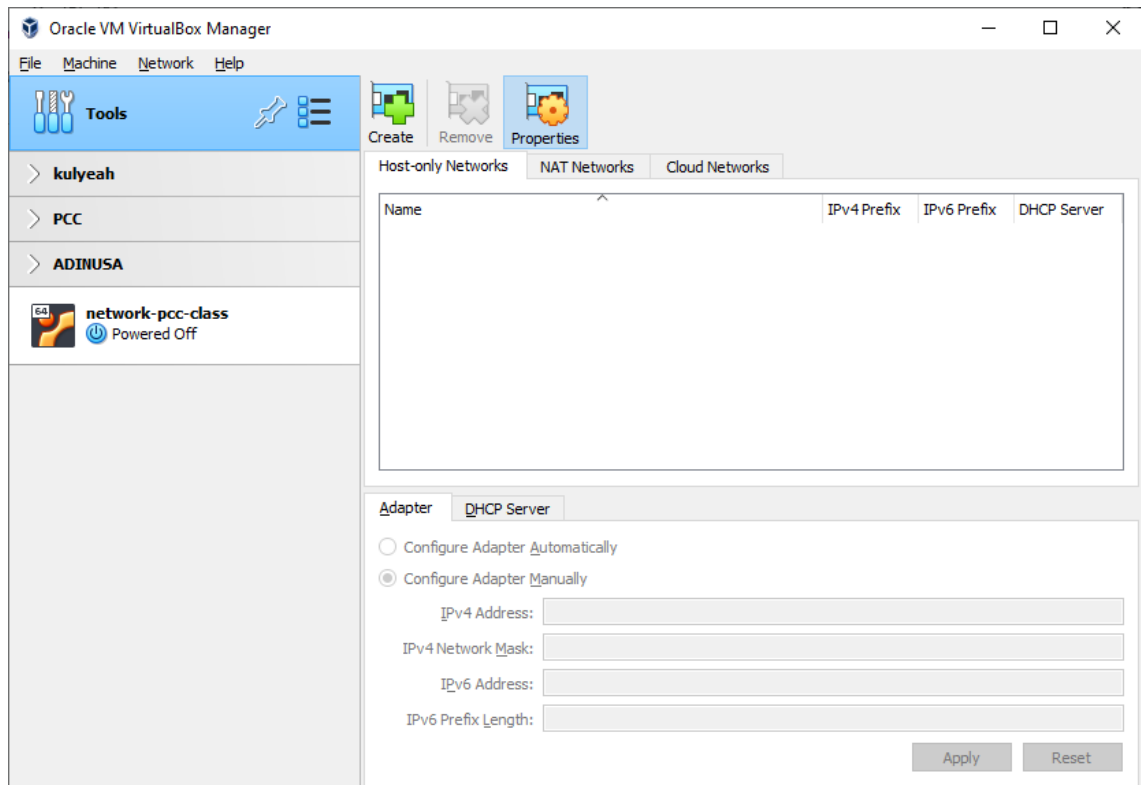 Oracle VM VirtualBox Manager
File Machine Network Help
Tools
kulyeah
PCC
ADINUSA
64
network-pcc-class
Powered Off
Create Remove Properties
Host-only Networks NAT Networks Cloud Networks
Name IPv4 Prefix IPv6 Prefix DHCP Server
Adapter DHCP Server
Configure Adapter Automatically
Configure Adapter Manually
IPv4 Address:
IPv4 Network Mask:
IPv6 Address:
IPv6 Prefix Length:
Apply Reset